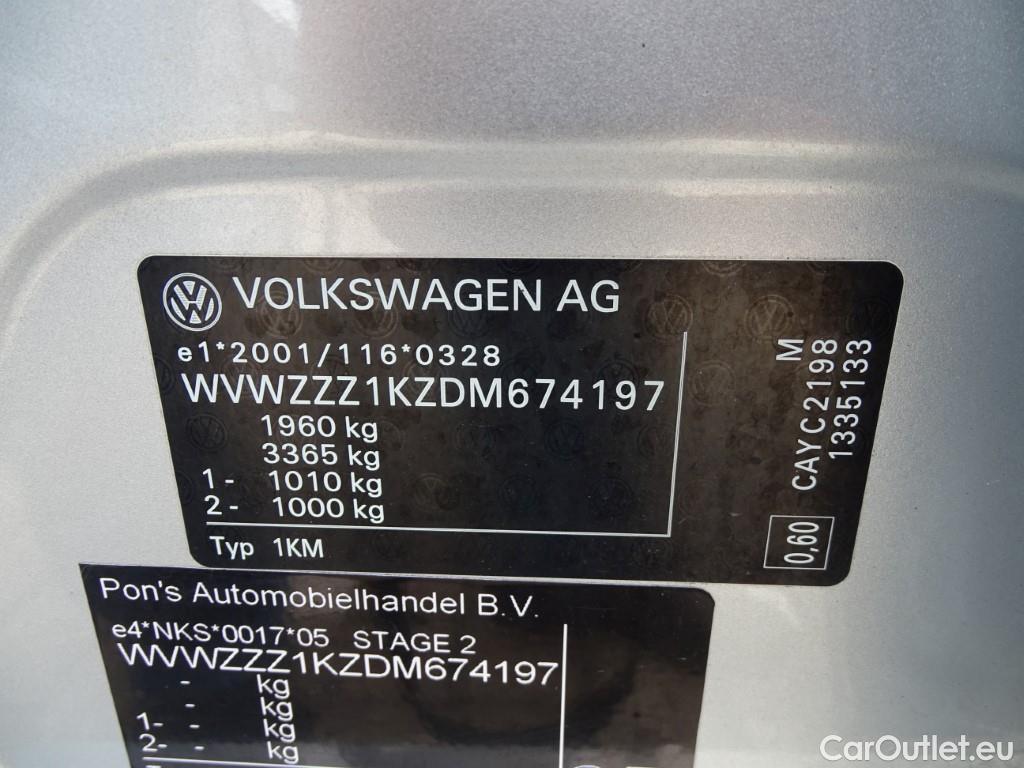 VOLKSWAGEN AG
e1*2001/116*0328
WVWZZZ1KZDM674197
1960 kg
3365 kg
1- 1010 kg
2- 1000 kg
Typ 1KM
M
CAYC2198
1335133
0,60
Pon's Automobielhandel B.V.
e4*NKS*0017*05 STAGE 2
WVWZZZ1KZDM674197
- kg
- kg
1- - kg
2- - kg
CarOutlet.eu